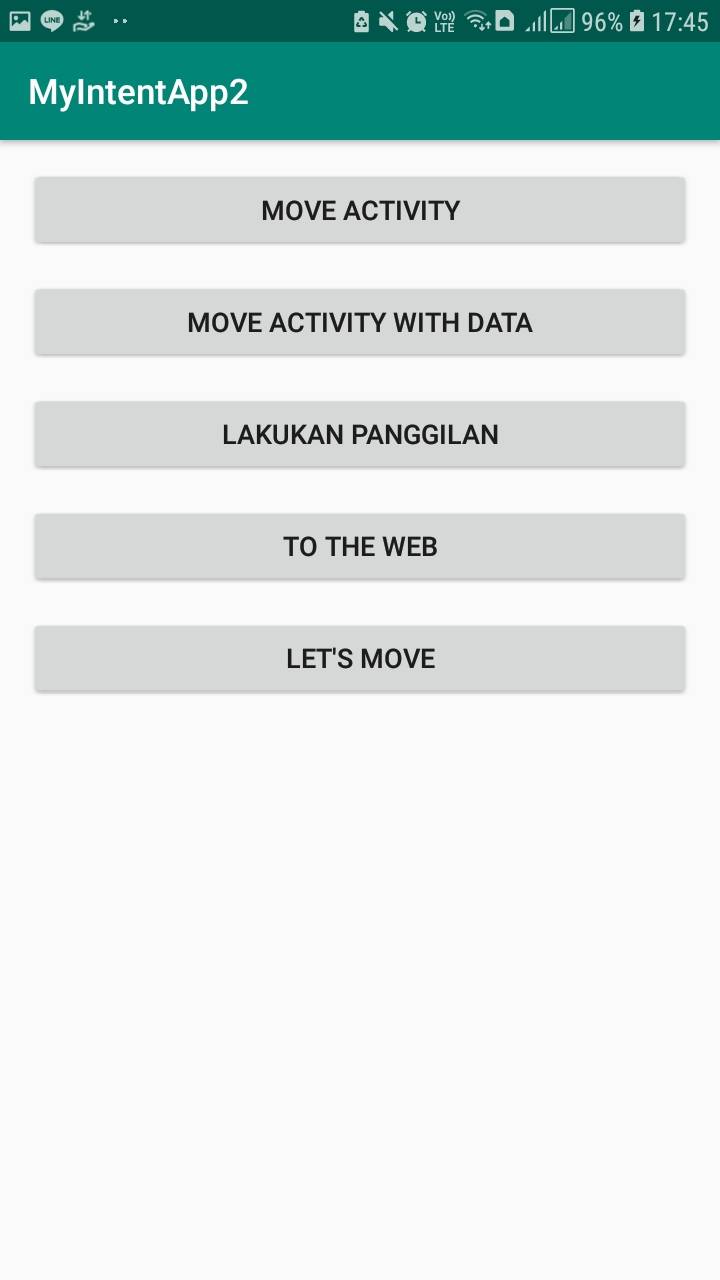 LINE
Vo))
LTE
96%
17:45
MyIntentApp2
MOVE ACTIVITY
MOVE ACTIVITY WITH DATA
LAKUKAN PANGGILAN
TO THE WEB
LET'S MOVE